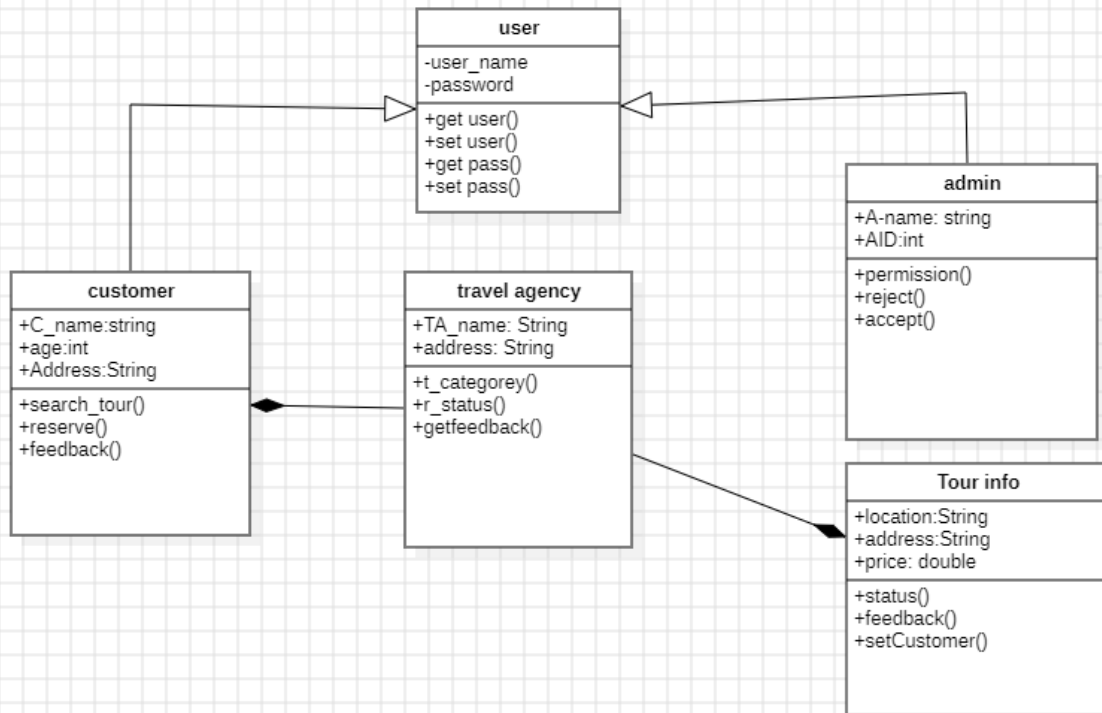 user
-user_name
-password
+get user()
+set user()
+get pass()
+set pass()
admin
+A-name: string
+AID:int
+permission()
+reject()
+accept()
customer
+C_name:string
+age:int
+Address:String
+search_tour()
+reserve()
+feedback()
travel agency
+TA_name: String
+address: String
+t_categorey()
+r_status()
+getfeedback()
Tour info
+location:String
+address:String
+price: double
+status()
+feedback()
+setCustomer()